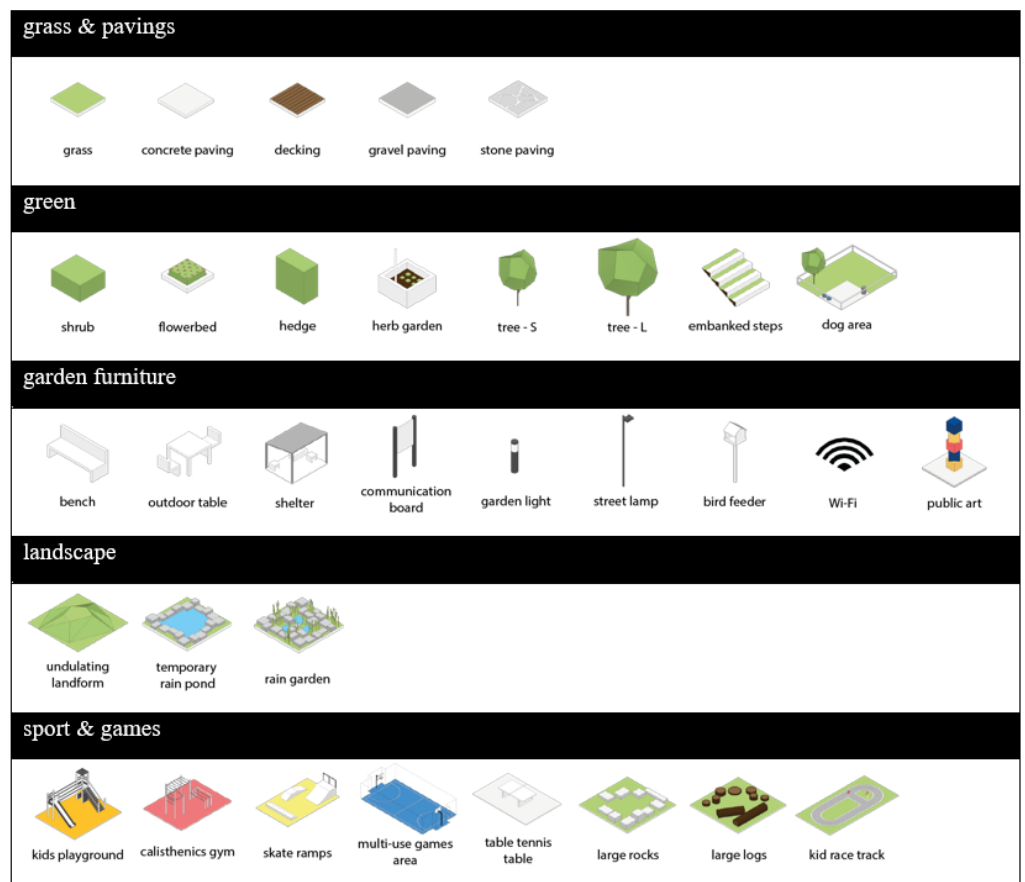 grass & pavings
grass
concrete paving
decking
gravel paving
stone paving
green
shrub
flowerbed
hedge
herb garden
tree - S
tree - L
embanked steps
dog area
garden furniture
bench
outdoor table
shelter
communication
board
garden light
street lamp
bird feeder
Wi-Fi
public art
landscape
undulating
landform
temporary
rain pond
rain garden
sport & games
kids playground
calisthenics gym
skate ramps
multi-use games
area
table tennis
table
large rocks
large logs
kid race track